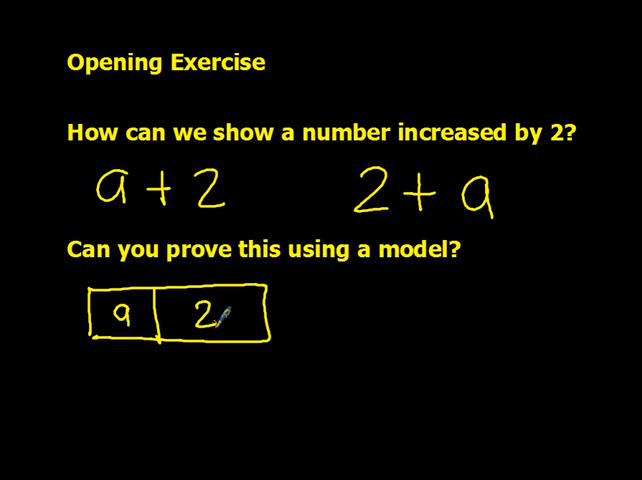 Opening Exercise
How can we show a number increased by 2?
a + 2 2 + a
Can you prove this using a model?
a 2